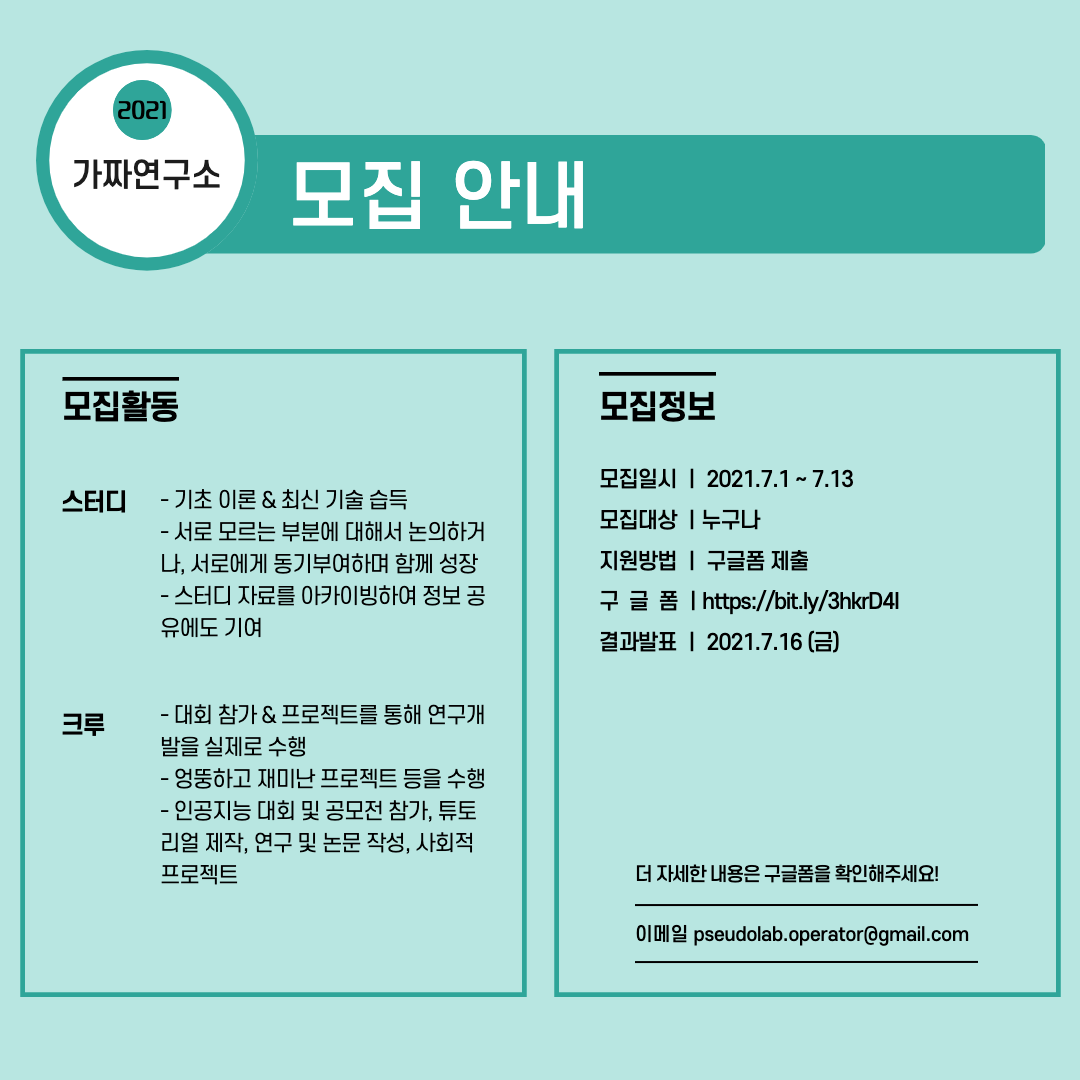 2021
가짜연구소
모집 안내
모집활동
스터디
- 기초 이론 & 최신 기술 습득
- 서로 모르는 부분에 대해서 논의하거
나, 서로에게 동기부여하며 함께 성장
- 스터디 자료를 아카이빙하여 정보 공
유에도 기여
크루
- 대회 참가 & 프로젝트를 통해 연구개
발을 실제로 수행
- 엉뚱하고 재미난 프로젝트 등을 수행
- 인공지능 대회 및 공모전 참가, 튜토
리얼 제작, 연구 및 논문 작성, 사회적
프로젝트
모집정보
모집일시 | 2021.7.1 ~ 7.13
모집대상 | 누구나
지원방법 | 구글폼 제출
구 글 폼 | https://bit.ly/3hkrD4I
결과발표 | 2021.7.16 (금)
더 자세한 내용은 구글폼을 확인해주세요!
이메일 pseudolab.operator@gmail.com